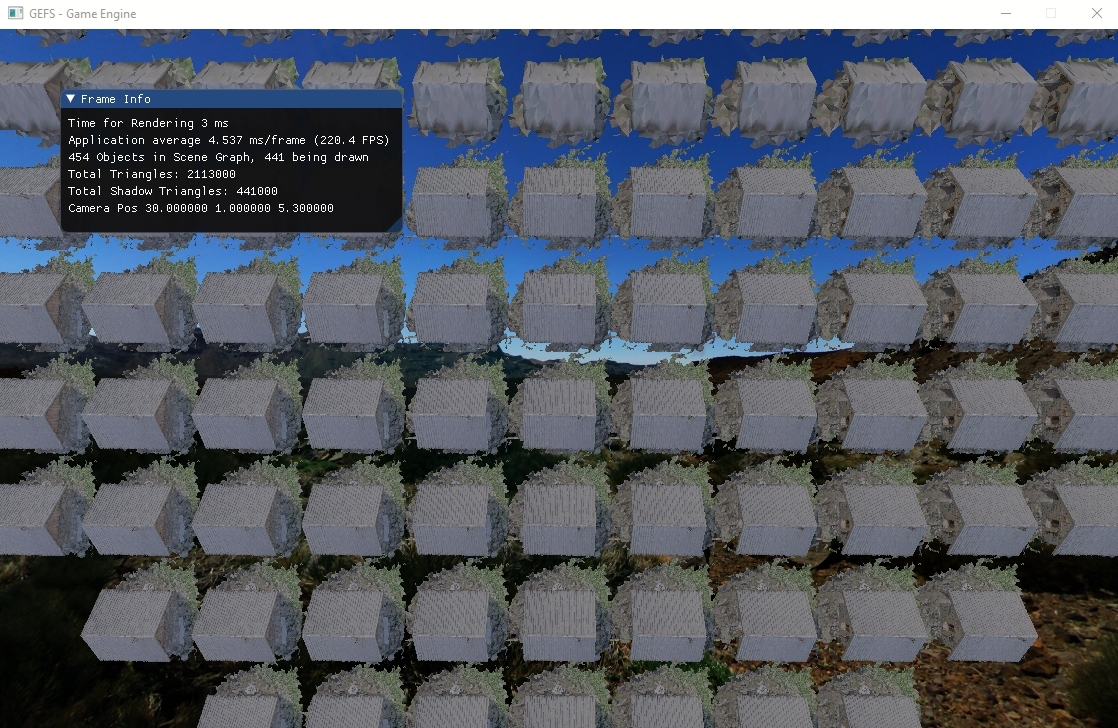 GEFS - Game Engine
Frame Info
Time for Rendering 3 ms
Application average 4.537 ms/frame (220.4 FPS)
454 Objects in Scene Graph, 441 being drawn
Total Triangles: 2113000
Total Shadow Triangles: 441000
Camera Pos 30.000000 1.000000 5.300000